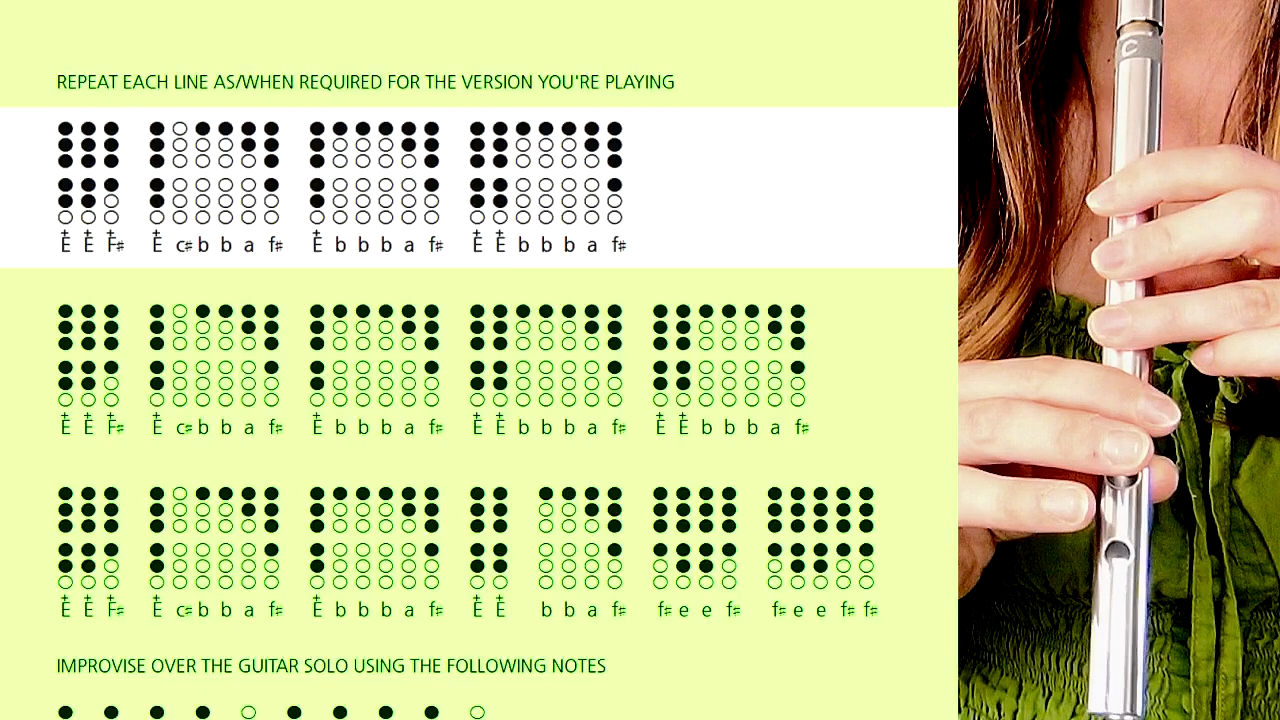 REPEAT EACH LINE AS/WHEN REQUIRED FOR THE VERSION YOU'RE PLAYING
C
+ + +   +   +   + +
E E F♯ E c♯ b b a f♯ E b b b a f♯ E E b b b a f♯
+ + +   +   +   + +   + +
E E F♯ E c♯ b b a f♯ E b b b a f♯ E E b b b a f♯ E E b b b a f♯
+ + +   +   +   + +
E E F♯ E c♯ b b a f♯ E b b b a f♯ E E b b a f♯ f♯ e e f♯ f♯ e e f♯ f♯
IMPROVISE OVER THE GUITAR SOLO USING THE FOLLOWING NOTES